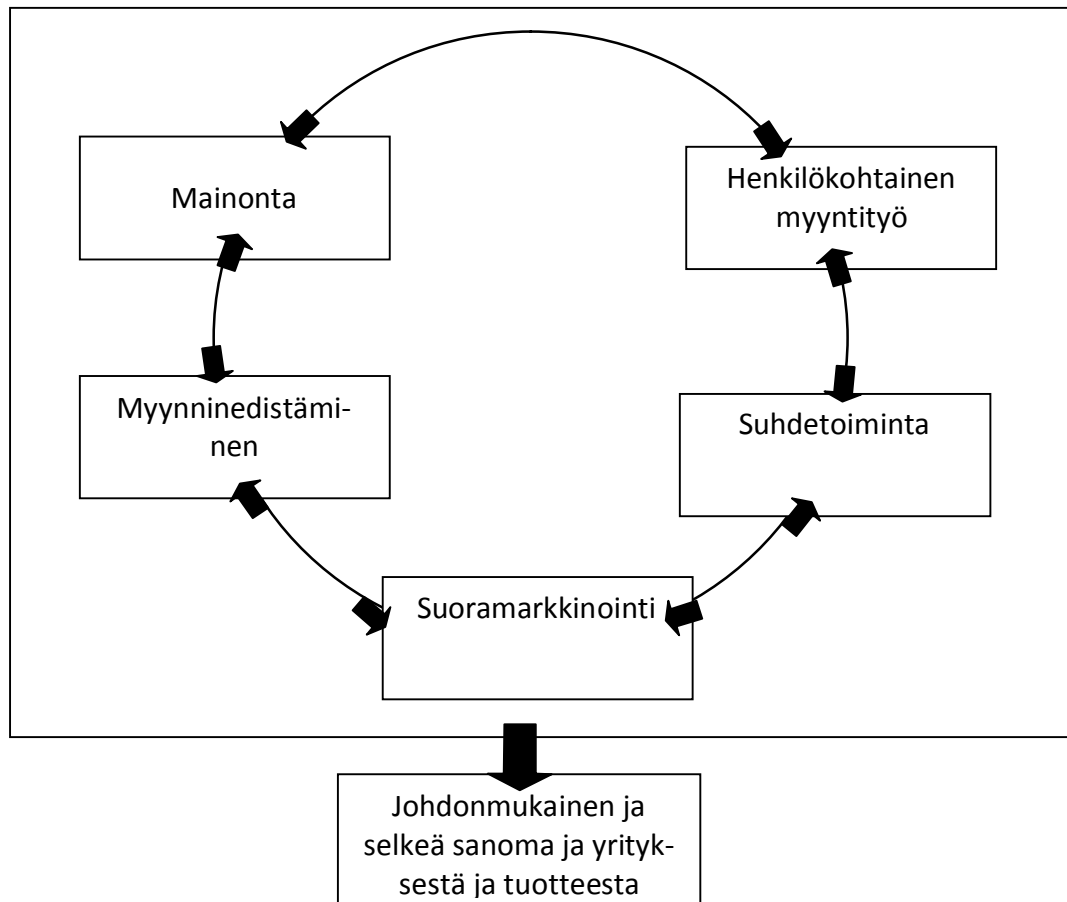 Mainonta
Henkilökohtainen
myyntityö
Myynninedistämi-
nen
Suhdetoiminta
Suoramarkkinointi
Johdonmukainen ja
selkeä sanoma ja yrityk-
sestä ja tuotteesta